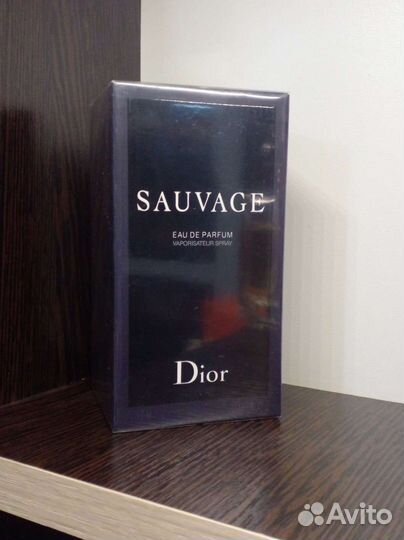 SAUVAGE
EAU DE PARFUM
VAPORISATEUR SPRAY
Dior
Avito